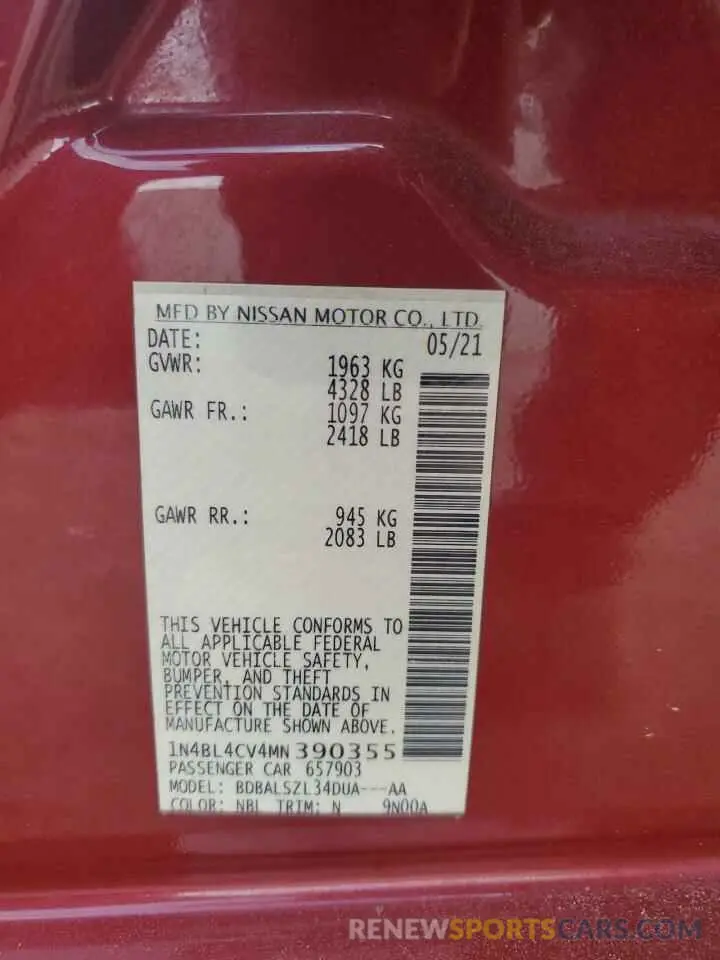 MFD BY NISSAN MOTOR CO., LTD.
DATE: 05/21
GVWR: 1963 KG
4328 LB
GAWR FR.: 1097 KG
2418 LB
GAWR RR.: 945 KG
2083 LB
THIS VEHICLE CONFORMS TO
ALL APPLICABLE FEDERAL
MOTOR VEHICLE SAFETY,
BUMPER, AND THEFT
PREVENTION STANDARDS IN
EFFECT ON THE DATE OF
MANUFACTURE SHOWN ABOVE.
1N4BL4CV4MN390355
PASSENGER CAR 657903
MODEL: BDBALSZL34DUA---AA
COLOR: NBL TRIM: N 9N00A
RENEWSPORTSCARS.COM